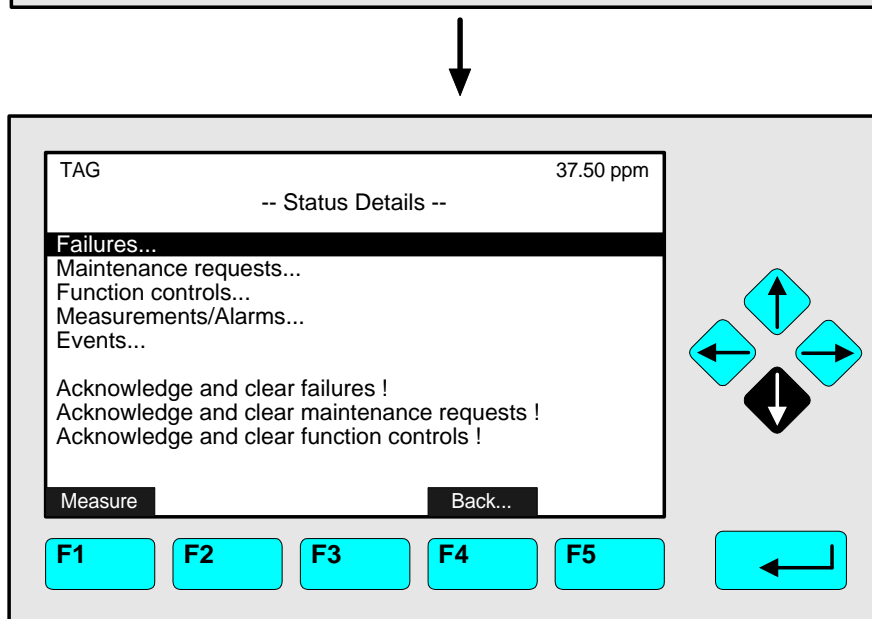 TAG 37.50 ppm
-- Status Details --
Failures...
Maintenance requests...
Function controls...
Measurements/Alarms...
Events...
Acknowledge and clear failures !
Acknowledge and clear maintenance requests !
Acknowledge and clear function controls !
Measure Back...
F1 F2 F3 F4 F5